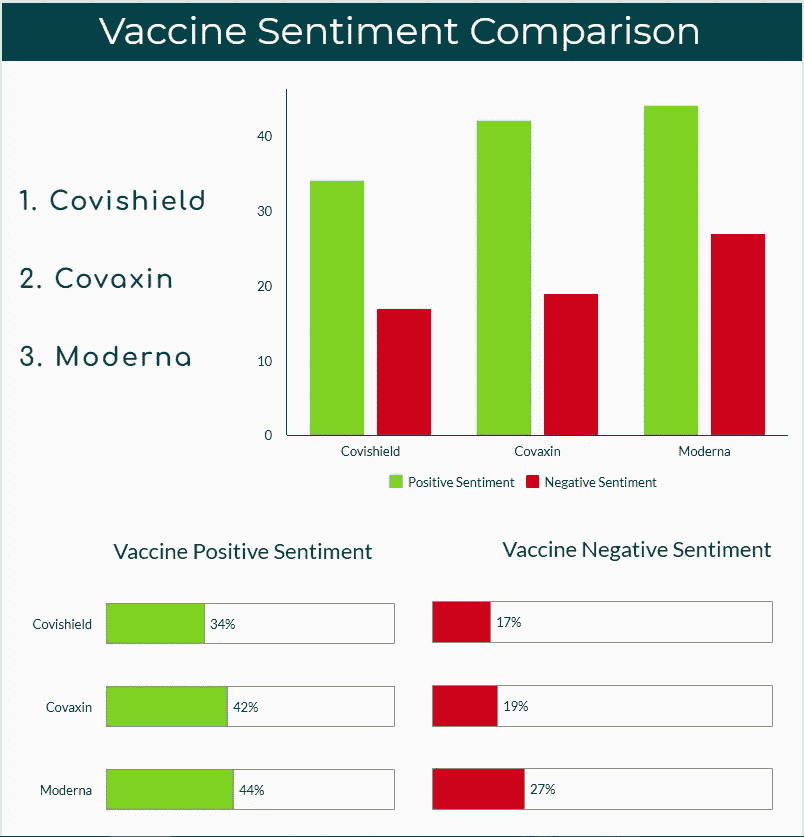 Vaccine Sentiment Comparison
1. Covishield
2. Covaxin
3. Moderna
40
30
20
10
0
Covishield Covaxin Moderna
Positive Sentiment Negative Sentiment
Vaccine Positive Sentiment
Vaccine Negative Sentiment
Covishield 34% 17%
Covaxin 42% 19%
Moderna 44% 27%